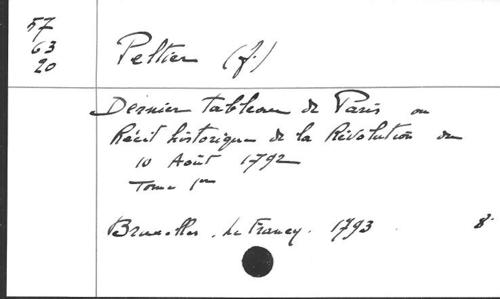 57
63
20
Peltier (J.)
Dernier tableau de Paris ou
Récit historique de la Révolution du
10 Août 1792
Tome 1er
Bruxelles, Le Francq. 1793 8º